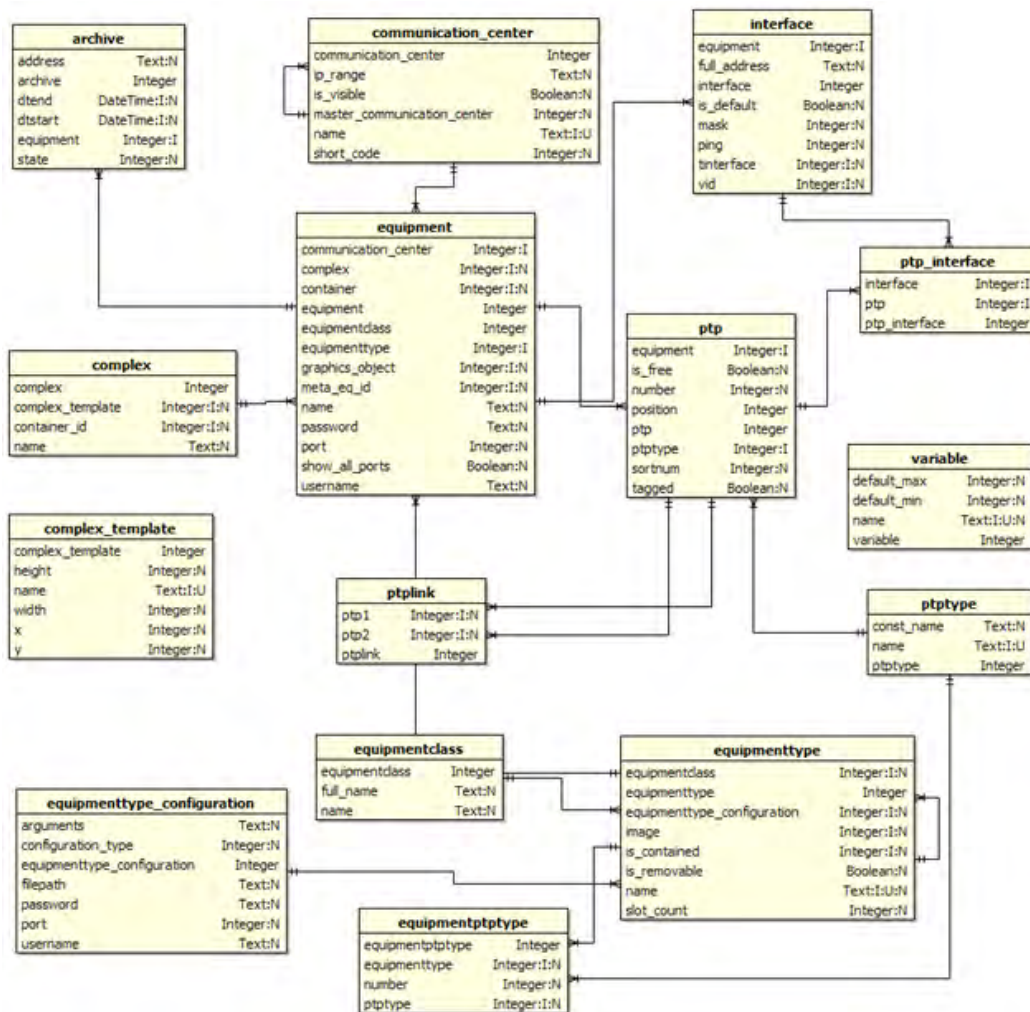 archive
address Text:N
archive Integer
dtend DateTime:I:N
dtstart DateTime:I:N
equipment Integer:I
state Integer:N
communication_center
communication_center Integer
ip_range Text:N
is_visible Boolean:N
master_communication_center Integer:N
name Text:I:U
short_code Integer:N
interface
equipment Integer:I
full_address Text:N
interface Integer
is_default Boolean:N
mask Integer:N
ping Integer:N
tinterface Integer:I:N
vid Integer:I:N
equipment
communication_center Integer:I
complex Integer:I:N
container Integer:I:N
equipment Integer
equipmentclass Integer
equipmenttype Integer:I
graphics_object Integer:I:N
meta_eq_id Integer:I:N
name Text:N
password Text:N
port Integer:N
show_all_ports Boolean:N
username Text:N
ptp_interface
interface Integer:I
ptp Integer:I
ptp_interface Integer
ptp
equipment Integer:I
is_free Boolean:N
number Integer:N
position Integer
ptp Integer
ptptype Integer:I
sortnum Integer:N
tagged Boolean:N
complex
complex Integer
complex_template Integer:I:N
container_id Integer:I:N
name Text:N
variable
default_max Integer:N
default_min Integer:N
name Text:I:U:N
variable Integer
complex_template
complex_template Integer
height Integer:N
name Text:I:U
width Integer:N
x Integer:N
y Integer:N
ptplink
ptp1 Integer:I:N
ptp2 Integer:I:N
ptplink Integer
ptptype
const_name Text:N
name Text:I:U
ptptype Integer
equipmentclass
equipmentclass Integer
full_name Text:N
name Text:N
equipmenttype
equipmentclass Integer:I:N
equipmenttype Integer
equipmenttype_configuration Integer:I:N
image Integer:I:N
is_contained Integer:I:N
is_removable Boolean:N
name Text:I:U:N
slot_count Integer:N
equipmenttype_configuration
arguments Text:N
configuration_type Integer:N
equipmenttype_configuration Integer
filepath Text:N
password Text:N
port Integer:N
username Text:N
equipmentptptype
equipmentptptype Integer
equipmenttype Integer:I:N
number Integer:N
ptptype Integer:I:N